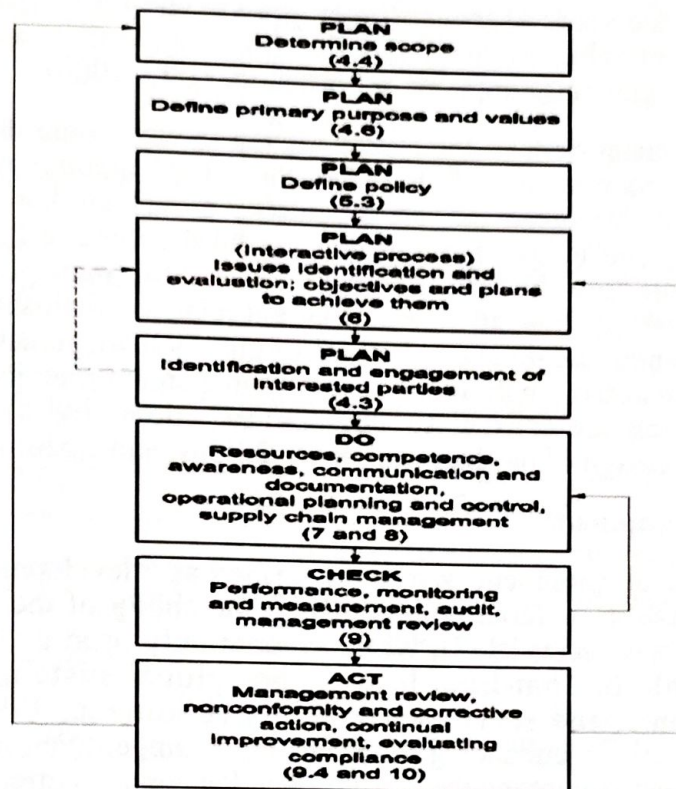 PLAN
Determine scope
(4.4)
PLAN
Define primary purpose and values
(4.6)
PLAN
Define policy
(5.3)
PLAN
(Interactive process)
Issues identification and
evaluation; objectives and plans
to achieve them
(6)
PLAN
Identification and engagement of
interested parties
(4.3)
DO
Resources, competence,
awareness, communication and
documentation,
operational planning and control,
supply chain management
(7 and 8)
CHECK
Performance, monitoring
and measurement, audit,
management review
(9)
ACT
Management review,
nonconformity and corrective
action, continual
improvement, evaluating
compliance
(9.4 and 10)